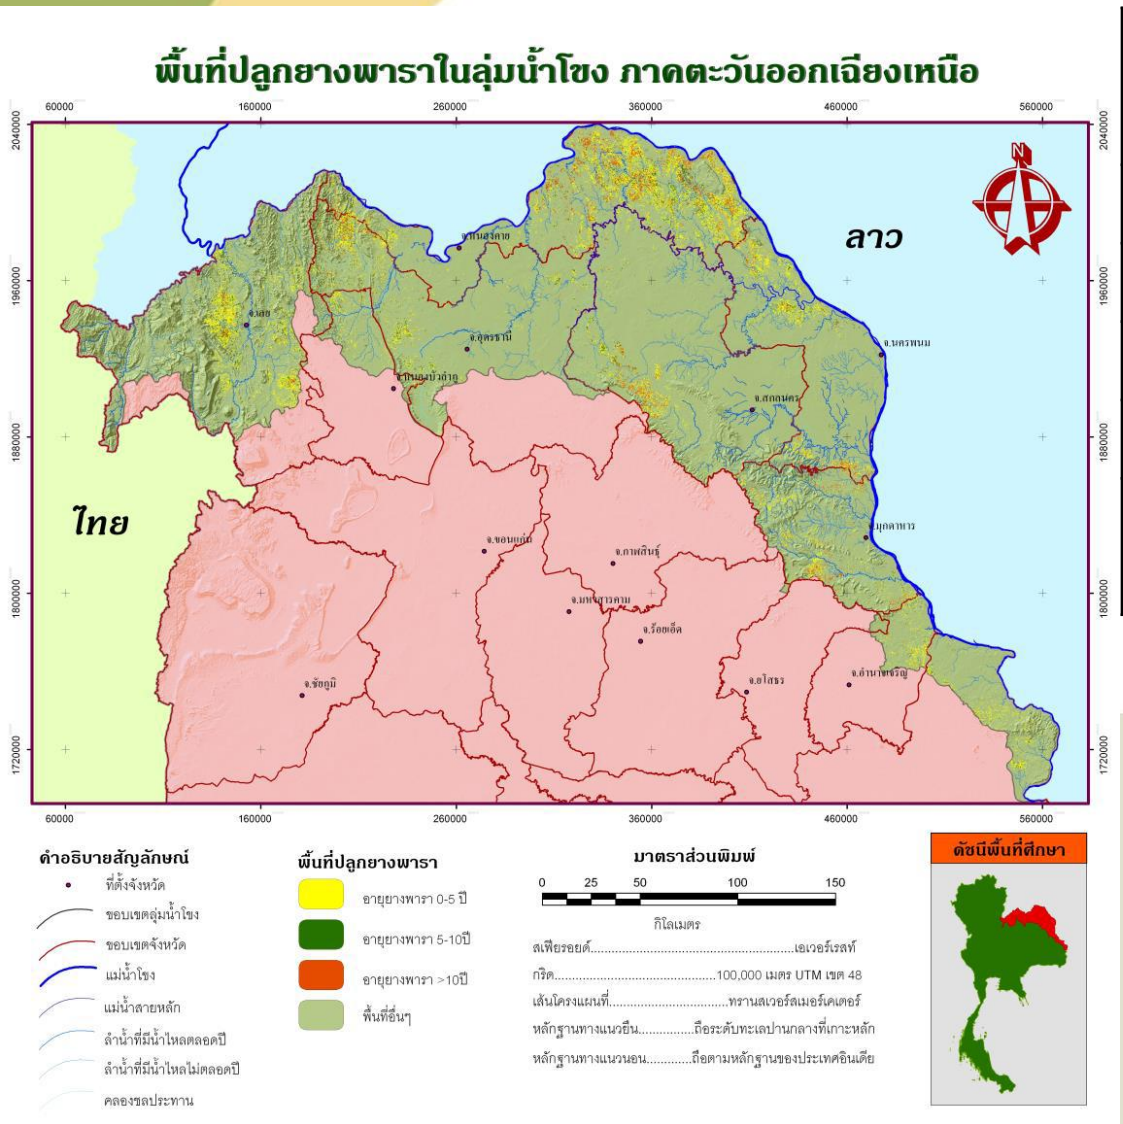 พื้นที่ปลูกยางพาราในลุ่มน้ำโขง ภาคตะวันออกเฉียงเหนือ
60000 160000 260000 360000 460000 560000
2040000 2040000
N
จ.หนองคาย
ลาว
1960000 1960000
จ.เลย
จ.อุดรธานี
จ.นครพนม
จ.หนองบัวลำภู
จ.สกลนคร
1880000 1880000
ไทย
จ.มุกดาหาร
จ.ขอนแก่น
จ.กาฬสินธุ์
1800000 1800000
จ.มหาสารคาม
จ.ร้อยเอ็ด
จ.ชัยภูมิ
จ.ยโสธร
จ.อำนาจเจริญ
1720000 1720000
60000 160000 260000 360000 460000 560000
คำอธิบายสัญลักษณ์
ที่ตั้งจังหวัด
ขอบเขตลุ่มน้ำโขง
ขอบเขตจังหวัด
แม่น้ำโขง
แม่น้ำสายหลัก
ลำน้ำที่มีน้ำไหลตลอดปี
ลำน้ำที่มีน้ำไหลไม่ตลอดปี
คลองชลประทาน
พื้นที่ปลูกยางพารา
อายุยางพารา 0-5 ปี
อายุยางพารา 5-10ปี
อายุยางพารา >10ปี
พื้นที่อื่นๆ
มาตราส่วนพิมพ์
0 25 50 100 150
กิโลเมตร
สเฟียรอยด์......................................................เอเวอร์เรสท์
กริด...........................................100,000 เมตร UTM เขต 48
เส้นโครงแผนที่................................ทรานสเวอร์สเมอร์เคเตอร์
หลักฐานทางแนวยืน...............ถือระดับทะเลปานกลางที่เกาะหลัก
หลักฐานทางแนวนอน............ถือตามหลักฐานของประเทศอินเดีย
ดัชนีพื้นที่ศึกษา